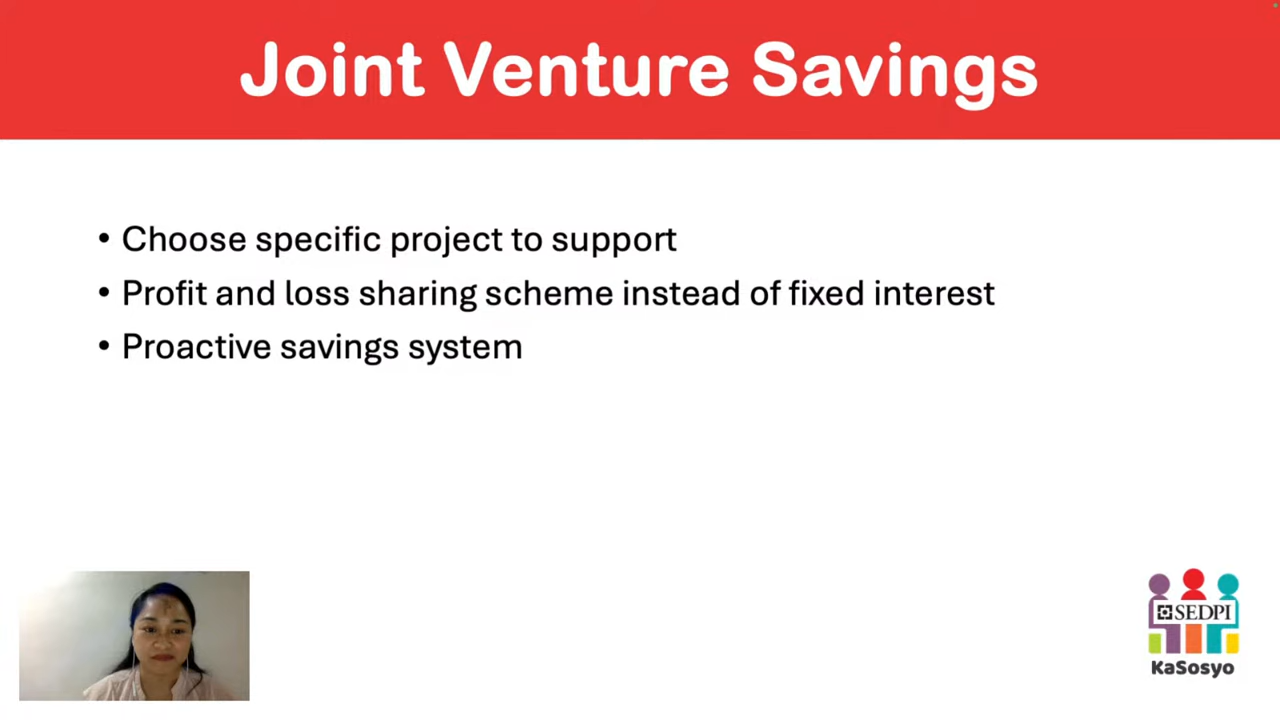 Joint Venture Savings
• Choose specific project to support
• Profit and loss sharing scheme instead of fixed interest
• Proactive savings system
SEDPI
KaSosyo